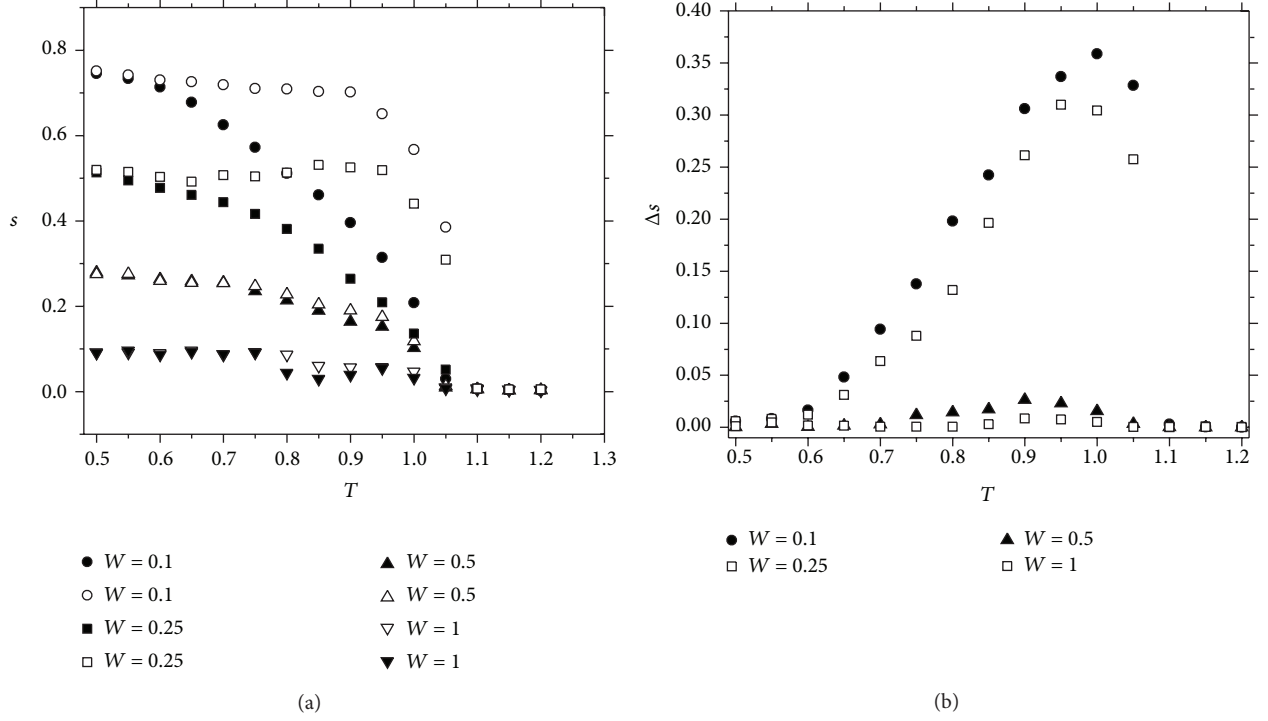 0.8
0.6
0.4
0.2
0.0
s
0.5 0.6 0.7 0.8 0.9 1.0 1.1 1.2 1.3
T
W = 0.1
W = 0.1
W = 0.25
W = 0.25
W = 0.5
W = 0.5
W = 1
W = 1
(a)
0.40
0.35
0.30
0.25
0.20
0.15
0.10
0.05
0.00
Δs
0.5 0.6 0.7 0.8 0.9 1.0 1.1 1.2
T
W = 0.1
W = 0.25
W = 0.5
W = 1
(b)